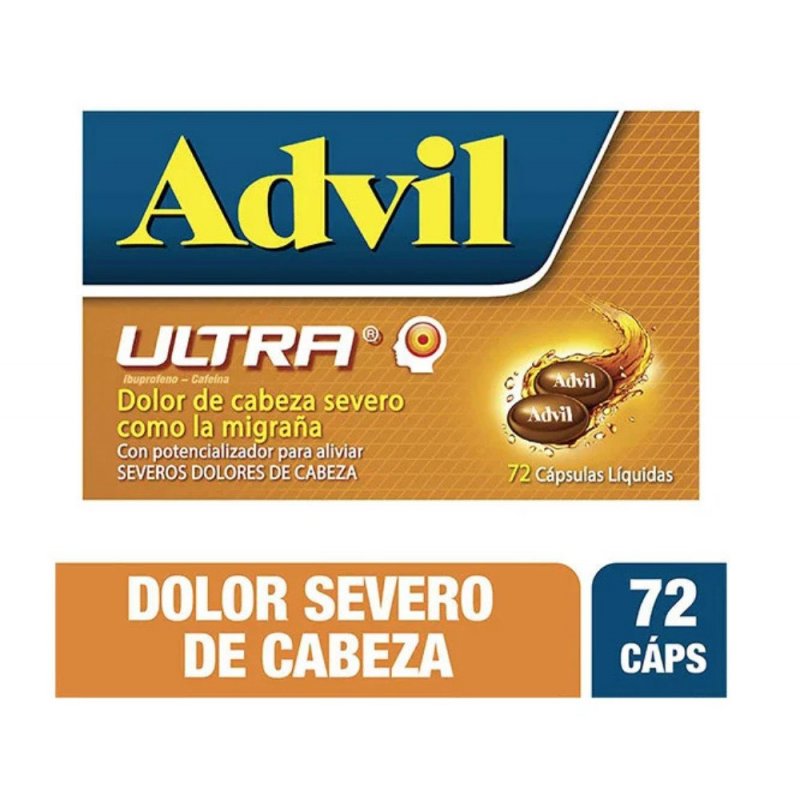 Advil
ULTRA®
Ibuprofeno – Cafeína
Dolor de cabeza severo
como la migraña
Con potencializador para aliviar
SEVEROS DOLORES DE CABEZA
Advil
Advil
72 Cápsulas Líquidas
DOLOR SEVERO
DE CABEZA
72
CÁPS